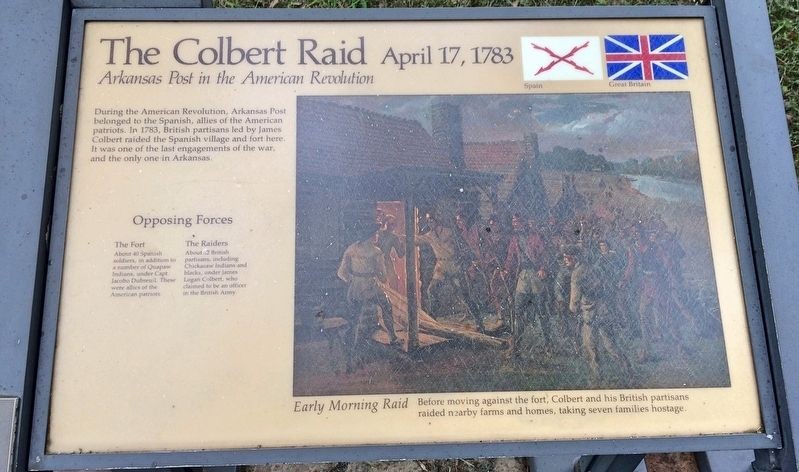 The Colbert Raid April 17, 1783
Arkansas Post in the American Revolution
Spain
Great Britain
During the American Revolution, Arkansas Post
belonged to the Spanish, allies of the American
patriots. In 1783, British partisans led by James
Colbert raided the Spanish village and fort here.
It was one of the last engagements of the war,
and the only one in Arkansas.
Opposing Forces
The Fort
About 40 Spanish
soldiers, in addition to
a number of Quapaw
Indians, under Capt.
Jacobo Dubreuil. These
were allies of the
American patriots.
The Raiders
About 2 British
partisans, including
Chickasaw Indians and
blacks, under James
Logan Colbert, who
claimed to be an officer
in the British Army.
Early Morning Raid
Before moving against the fort, Colbert and his British partisans
raided nearby farms and homes, taking seven families hostage.